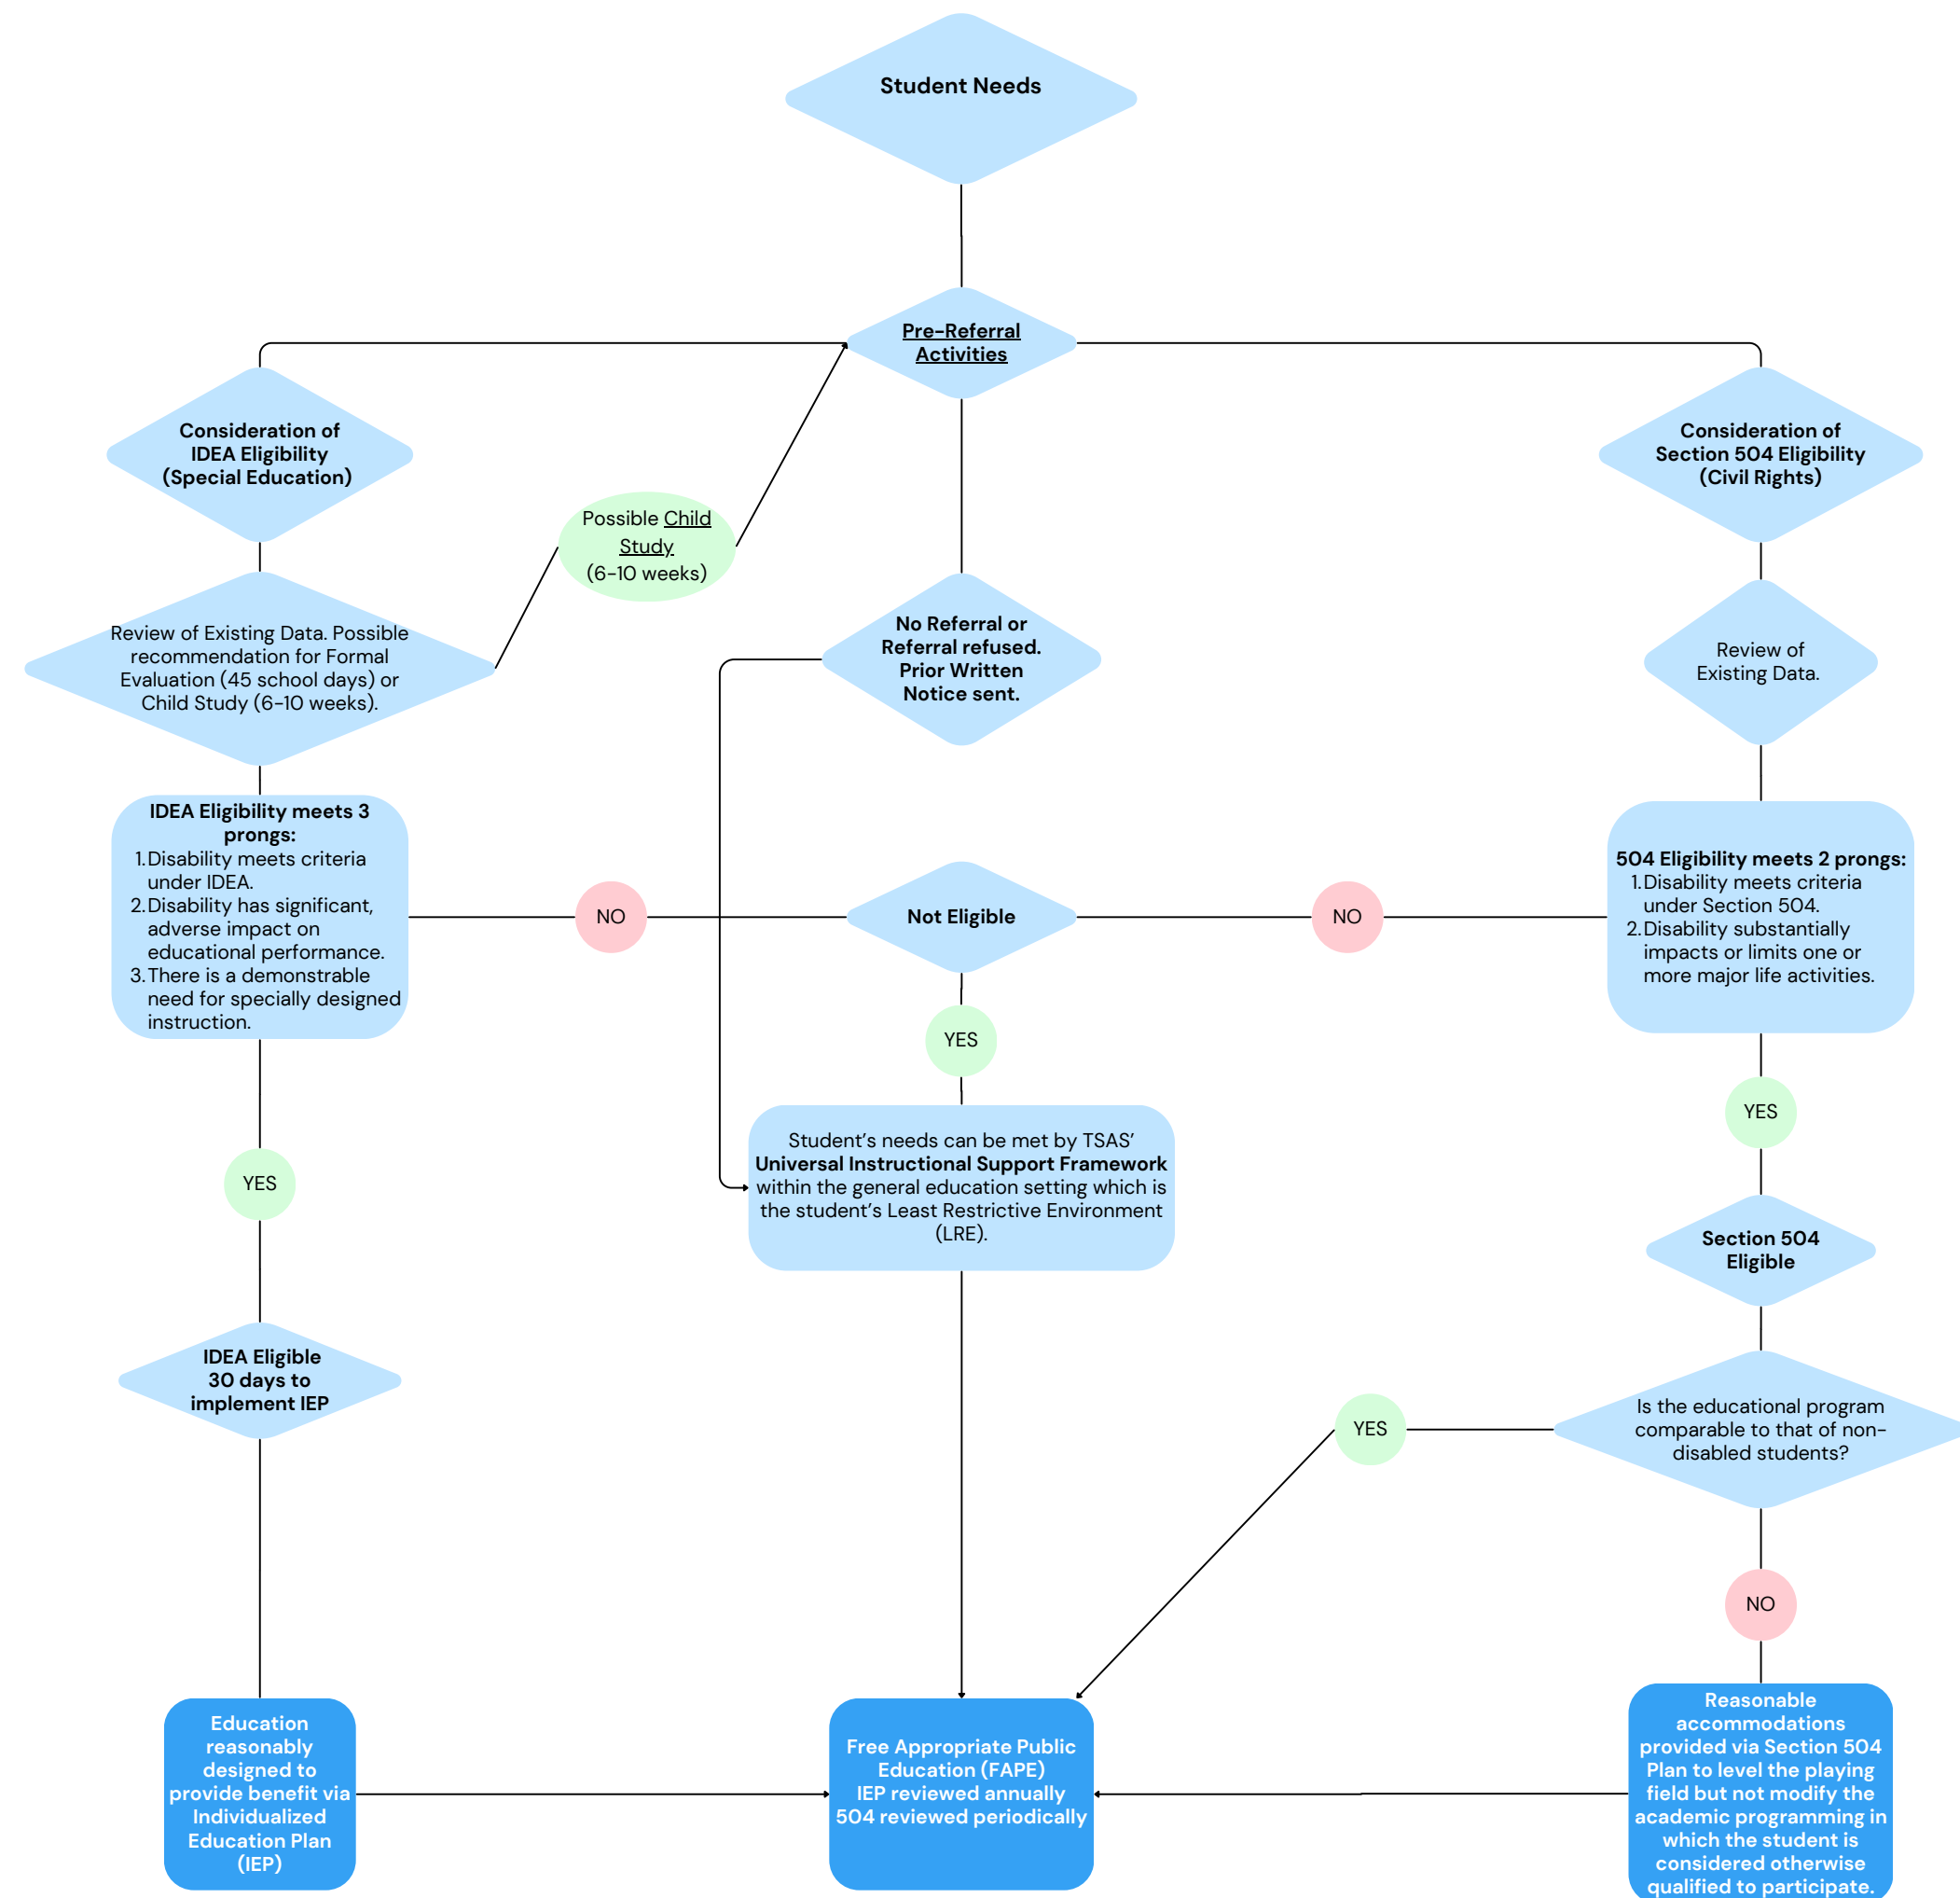 Student Needs
Pre-Referral
Activities
Consideration of
IDEA Eligibility
(Special Education)
Consideration of
Section 504 Eligibility
(Civil Rights)
Possible Child
Study
(6-10 weeks)
Review of Existing Data. Possible
recommendation for Formal
Evaluation (45 school days) or
Child Study (6-10 weeks).
No Referral or
Referral refused.
Prior Written
Notice sent.
Review of
Existing Data.
IDEA Eligibility meets 3
prongs:
1. Disability meets criteria
under IDEA.
2. Disability has significant,
adverse impact on
educational performance.
3. There is a demonstrable
need for specially designed
instruction.
NO
Not Eligible
NO
504 Eligibility meets 2 prongs:
1. Disability meets criteria
under Section 504.
2. Disability substantially
impacts or limits one or
more major life activities.
YES
YES
YES
Student's needs can be met by TSAS'
Universal Instructional Support Framework
within the general education setting which is
the student's Least Restrictive Environment
(LRE).
Section 504
Eligible
IDEA Eligible
30 days to
implement IEP
YES
Is the educational program
comparable to that of non-
disabled students?
NO
Education
reasonably
designed to
provide benefit via
Individualized
Education Plan
(IEP)
Free Appropriate Public
Education (FAPE)
IEP reviewed annually
504 reviewed periodically
Reasonable
accommodations
provided via Section 504
Plan to level the playing
field but not modify the
academic programming in
which the student is
considered otherwise
qualified to participate.